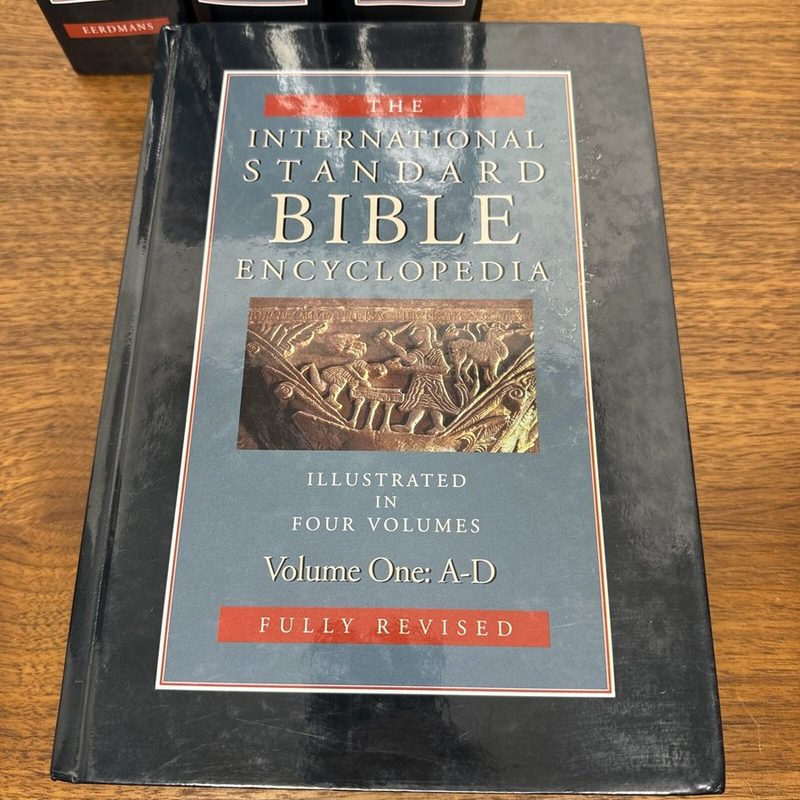 EERDMANS
THE
INTERNATIONAL
STANDARD
BIBLE
ENCYCLOPEDIA
ILLUSTRATED
IN
FOUR VOLUMES
Volume One: A-D
FULLY REVISED